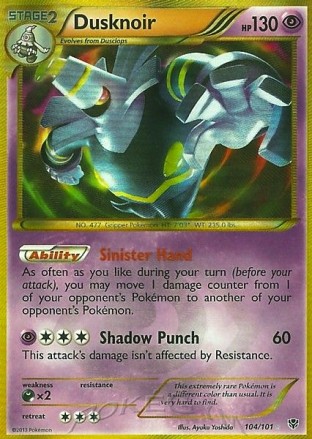 STAGE2
Dusknoir
HP130
Evolves from Dusclops
NO. 477 Gripper Pokémon HT: 7'03" WT: 235.0 lbs.
Ability
Sinister Hand
As often as you like during your turn (before your
attack), you may move 1 damage counter from 1
of your opponent's Pokémon to another of your
opponent's Pokémon.
Shadow Punch 60
This attack's damage isn't affected by Resistance.
weakness resistance
×2
retreat
This extremely rare Pokémon is
a different color than usual. It is
very hard to find.
©2013 Pokémon
Illus. Ayaka Yoshida
104/101